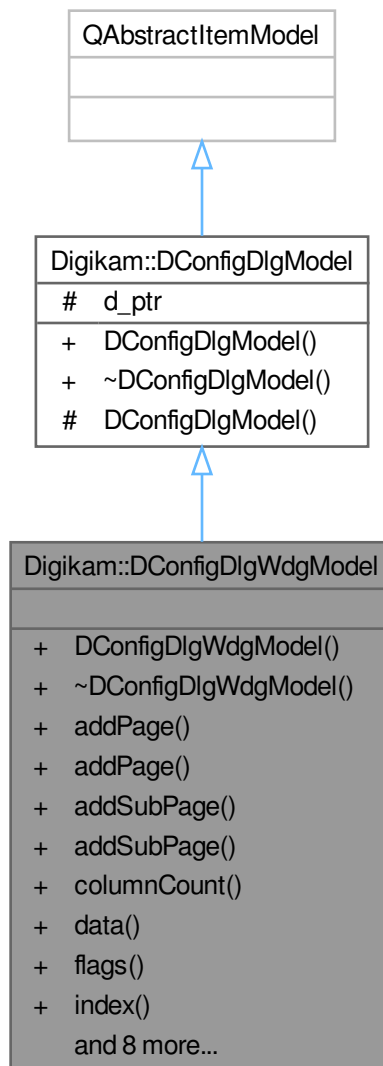 QAbstractItemModel
Digikam::DConfigDlgModel
# d_ptr
+ DConfigDlgModel()
+ ~DConfigDlgModel()
# DConfigDlgModel()
Digikam::DConfigDlgWdgModel
+ DConfigDlgWdgModel()
+ ~DConfigDlgWdgModel()
+ addPage()
+ addPage()
+ addSubPage()
+ addSubPage()
+ columnCount()
+ data()
+ flags()
+ index()
and 8 more...